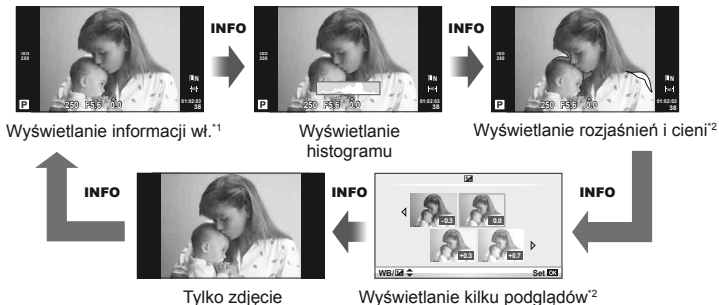 INFO
INFO
ISO
200
P
250 F5.6 0.0
N
01:02:03
38
ISO
200
P
250 F5.6 0.0
N
01:02:03
38
ISO
200
P
250 F5.6 0.0
N
01:02:03
38
Wyświetlanie informacji wł.*1
Wyświetlanie
histogramu
Wyświetlanie rozjaśnień i cieni*2
INFO
INFO
INFO
-0.3
0.0
+0.3
+0.7
WB/
Set OK
Tylko zdjęcie
Wyświetlanie kilku podglądów*2